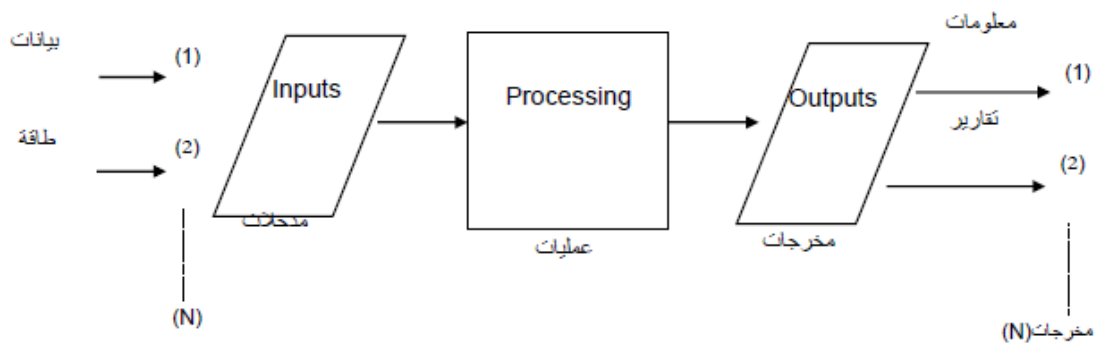 بيانات
(1)
طاقة
(2)
(N)
Inputs
مدخلات
Processing
عمليات
Outputs
مخرجات
معلومات
(1)
تقارير
(2)
مخرجات(N)